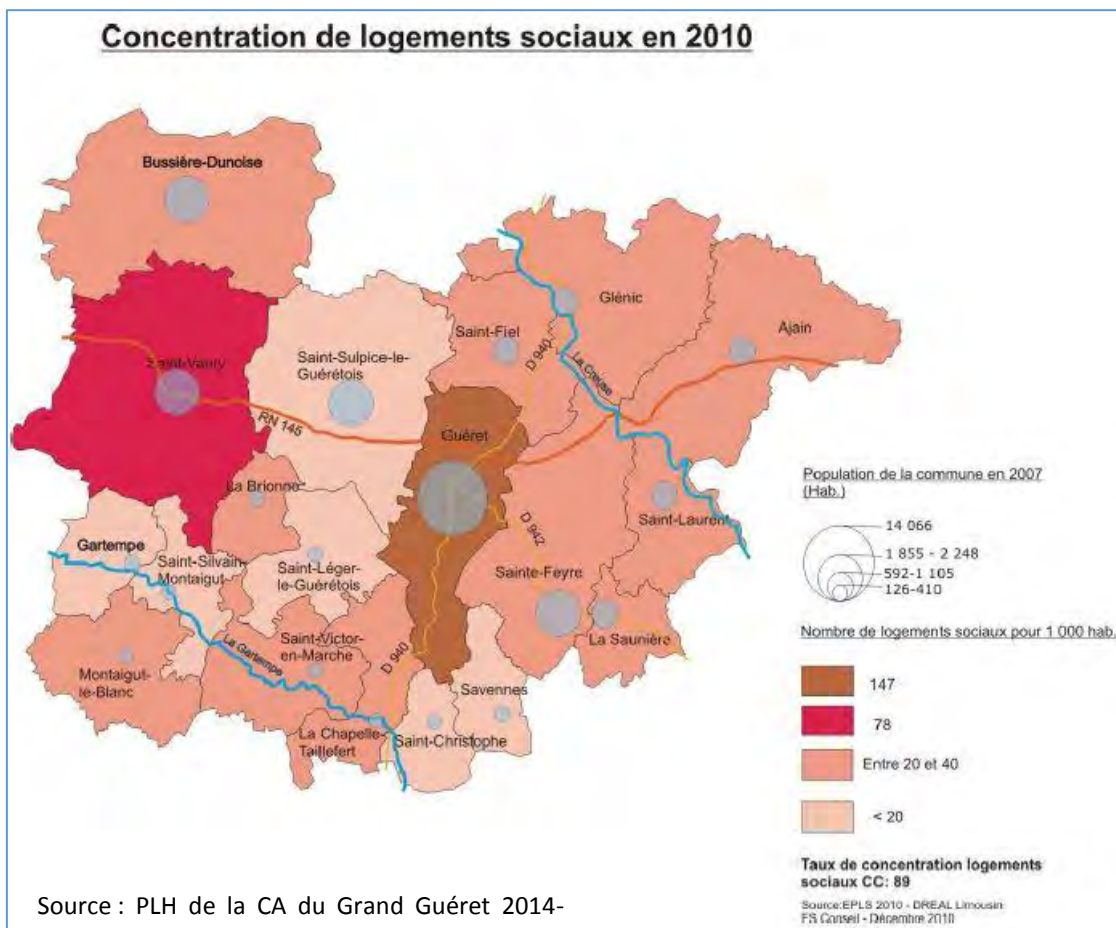 Concentration de logements sociaux en 2010
Bussière-Dunoise
Glénic
Ajain
Saint-Fiel
D 940
La Creuse
Saint-Vaury
Saint-Sulpice-le-
Guérétois
RN 145
Guéret
La Brionne
D 942
Saint-Laurent
Gartempe
Saint-Silvain-
Montaigut
Saint-Léger-
le-Guérétois
Sainte-Feyre
La Saunière
La Gartempe
Saint-Victor-
en-Marche
D 940
Montaigut-
le-Blanc
Savennes
La Chapelle-
Taillefert
Saint-Christophe
Population de la commune en 2007
(Hab.)
14 066
1 855 - 2 248
592-1 105
126-410
Nombre de logements sociaux pour 1 000 hab.
147
78
Entre 20 et 40
< 20
Taux de concentration logements
sociaux CC: 89
Source:EPLS 2010 - DREAL Limousin
FS Conseil - Décembre 2010
Source : PLH de la CA du Grand Guéret 2014-